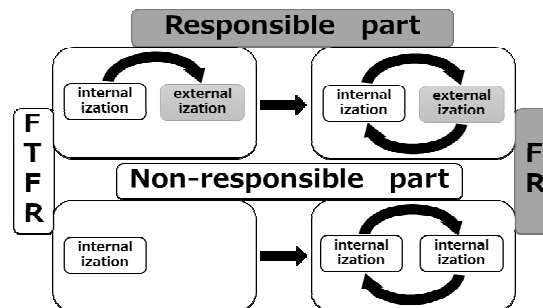 Responsible part
internal
ization
external
ization
internal
ization
external
ization
F
T
F
R
F
R
Non-responsible part
internal
ization
internal
ization
internal
ization